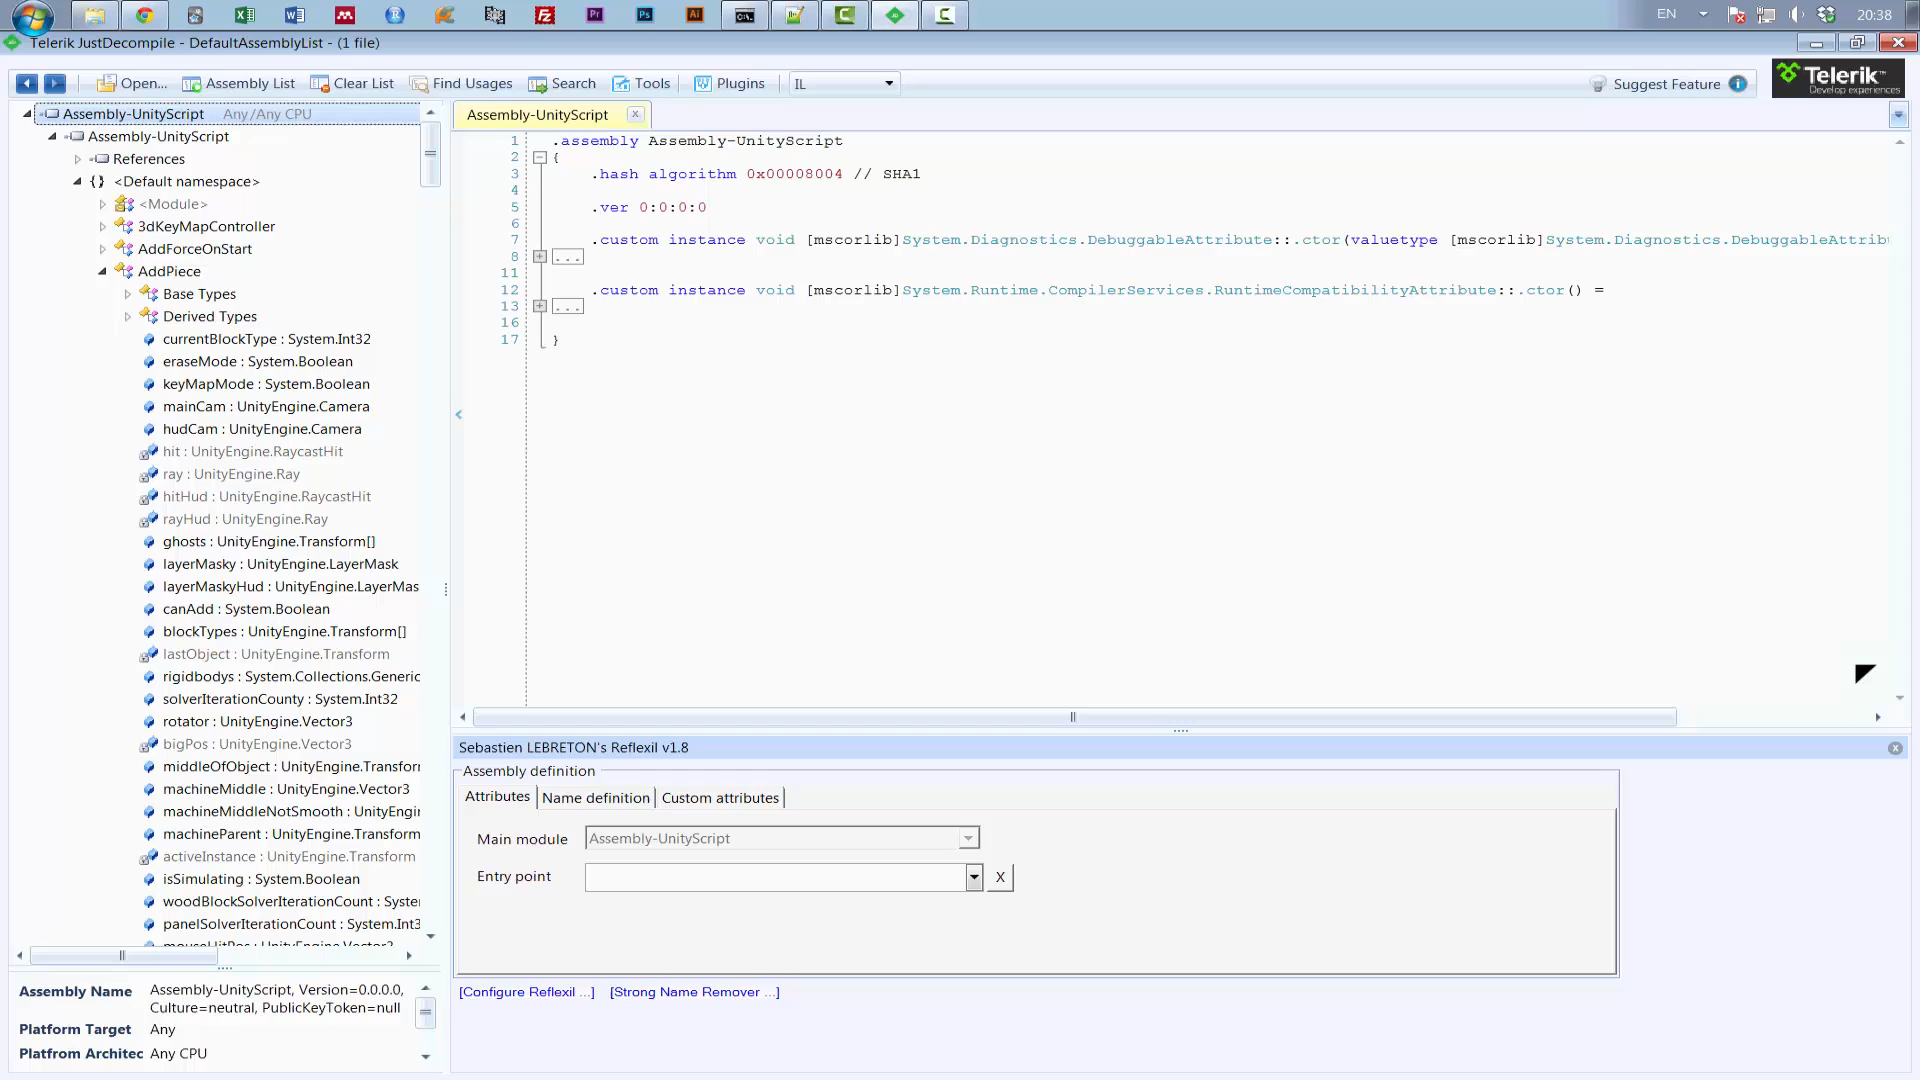 EN
20:38
Telerik JustDecompile - DefaultAssemblyList - (1 file)
Open... Assembly List Clear List Find Usages Search Tools Plugins IL Suggest Feature
Telerik
Develop experiences
Assembly-UnityScript Any/Any CPU
Assembly-UnityScript
References
{} <Default namespace>
<Module>
3dKeyMapController
AddForceOnStart
AddPiece
Base Types
Derived Types
currentBlockType : System.Int32
eraseMode : System.Boolean
keyMapMode : System.Boolean
mainCam : UnityEngine.Camera
hudCam : UnityEngine.Camera
hit : UnityEngine.RaycastHit
ray : UnityEngine.Ray
hitHud : UnityEngine.RaycastHit
rayHud : UnityEngine.Ray
ghosts : UnityEngine.Transform[]
layerMasky : UnityEngine.LayerMask
layerMaskyHud : UnityEngine.LayerMas
canAdd : System.Boolean
blockTypes : UnityEngine.Transform[]
lastObject : UnityEngine.Transform
rigidbodys : System.Collections.Generic
solverIterationCounty : System.Int32
rotator : UnityEngine.Vector3
bigPos : UnityEngine.Vector3
middleOfObject : UnityEngine.Transfor
machineMiddle : UnityEngine.Vector3
machineMiddleNotSmooth : UnityEngi
machineParent : UnityEngine.Transform
activeInstance : UnityEngine.Transform
isSimulating : System.Boolean
woodBlockSolverIterationCount : Syste
panelSolverIterationCount : System.Int3
mouseHitPos : UnityEngine.Vector3
Assembly Name Assembly-UnityScript, Version=0.0.0.0,
Culture=neutral, PublicKeyToken=null
Platform Target Any
Platfrom Architec Any CPU
Assembly-UnityScript
1 .assembly Assembly-UnityScript
2 {
3 .hash algorithm 0x00008004 // SHA1
4
5 .ver 0:0:0:0
6
7 .custom instance void [mscorlib]System.Diagnostics.DebuggableAttribute::.ctor(valuetype [mscorlib]System.Diagnostics.DebuggableAttribu
8 ...
11
12 .custom instance void [mscorlib]System.Runtime.CompilerServices.RuntimeCompatibilityAttribute::.ctor() =
13 ...
16
17 }
Sebastien LEBRETON's Reflexil v1.8
Assembly definition
Attributes Name definition Custom attributes
Main module Assembly-UnityScript
Entry point X
[Configure Reflexil ...] [Strong Name Remover ...]